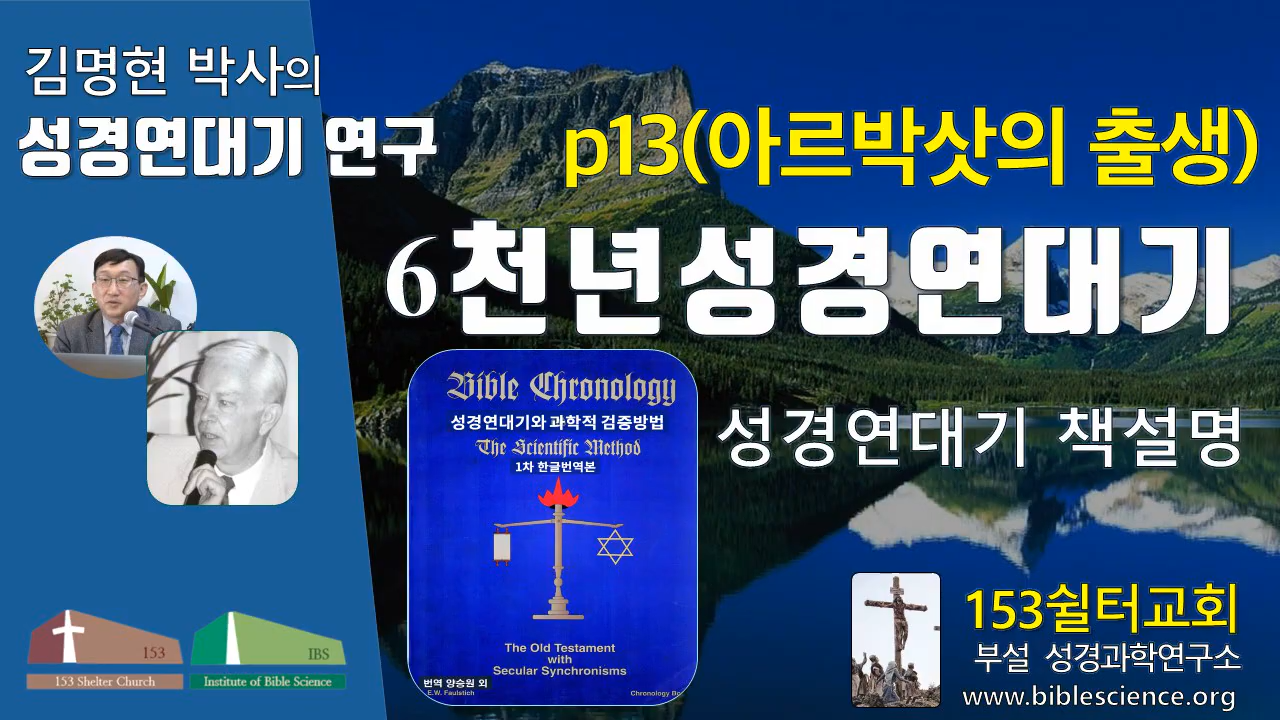 김명현 박사의
성경연대기 연구
p13(아르박삿의 출생)
6천년성경연대기
성경연대기 책설명
Bible Chronology
성경연대기와 과학적 검증방법
The Scientific Method
1차 한글번역본
The Old Testament
with
Secular Synchronisms
번역 양승원 외
E.W. Faulstich
Chronology Bo
153
153 Shelter Church
IBS
Institute of Bible Science
153쉴터교회
부설 성경과학연구소
www.biblescience.org